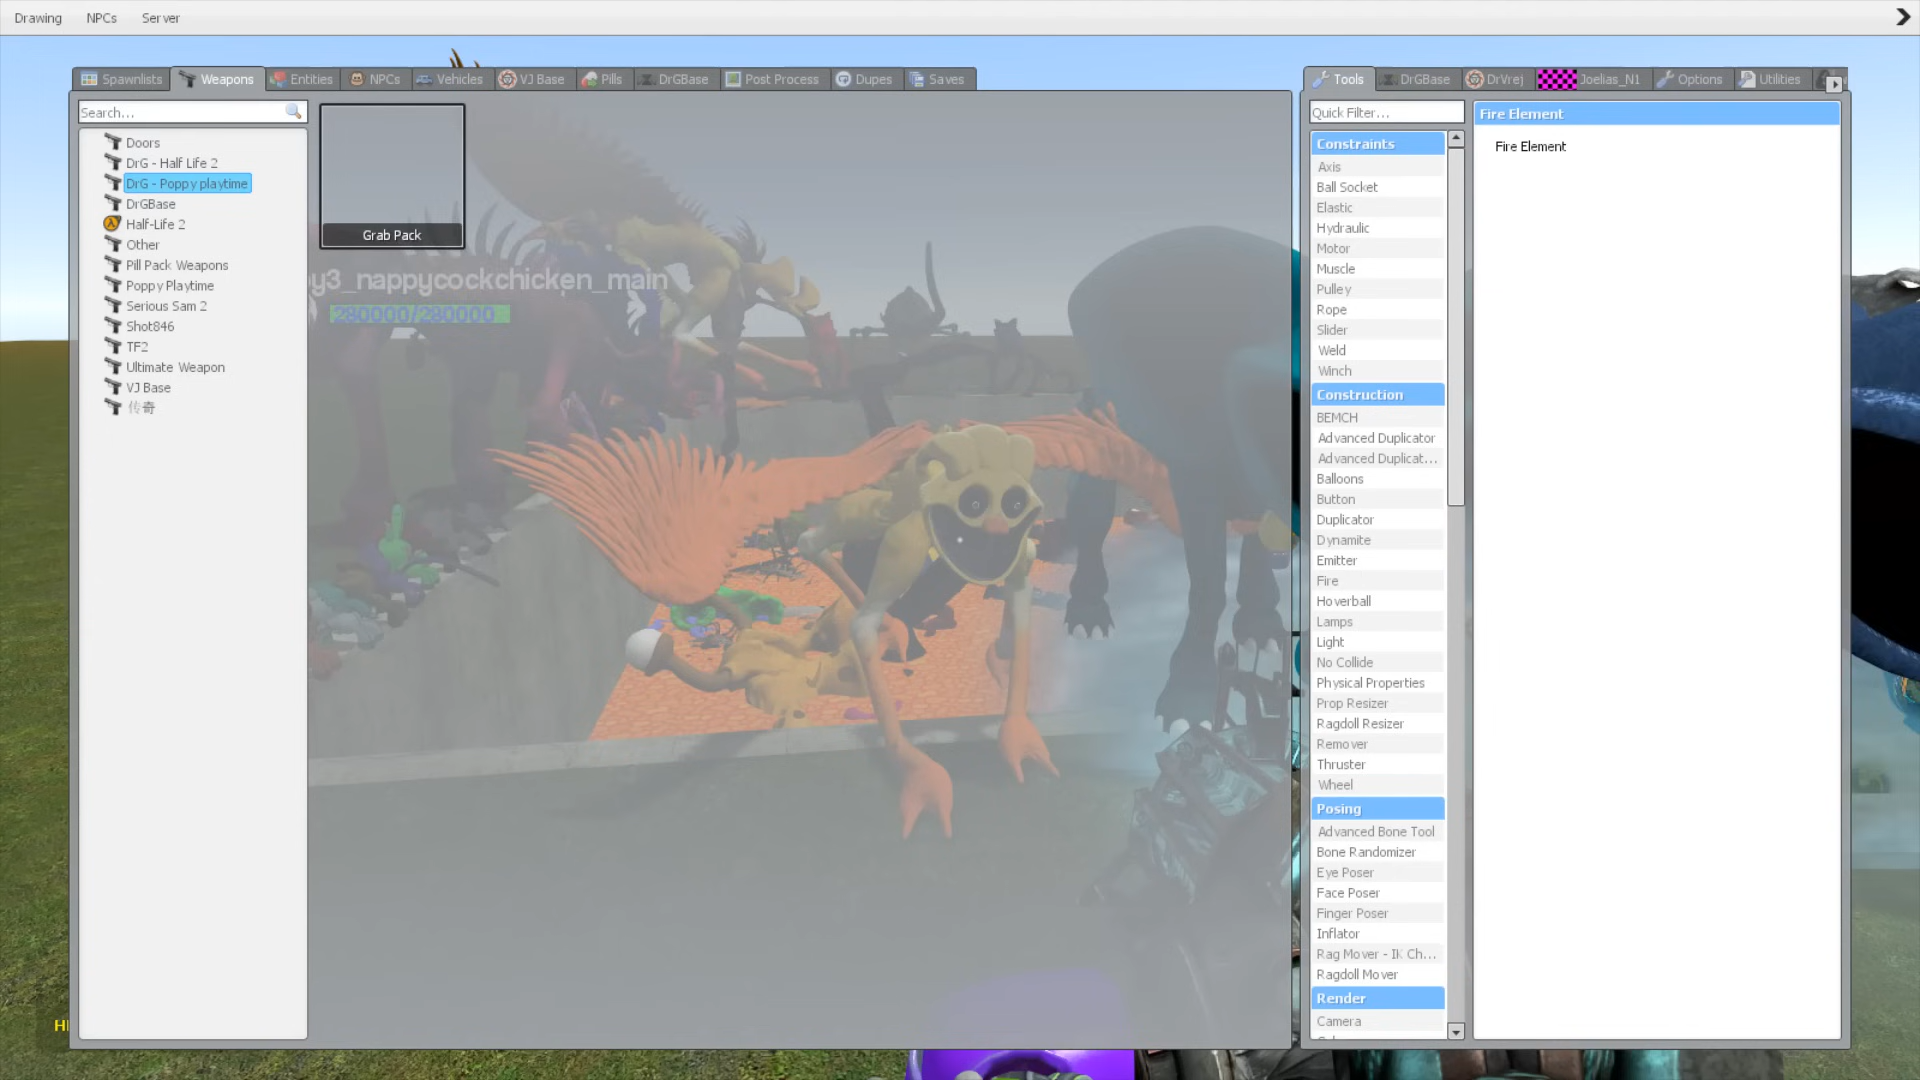 Drawing NPCs Server
Spawnlists Weapons Entities NPCs Vehicles VJ Base Pills DrGBase Post Process Dupes Saves
Search...
Doors
DrG - Half Life 2
DrG - Poppy playtime
DrGBase
Half-Life 2
Other
Pill Pack Weapons
Poppy Playtime
Serious Sam 2
Shot846
TF2
Ultimate Weapon
VJ Base
传奇
Grab Pack
y3_nappycockchicken_main
280000/280000
Tools DrGBase DrVrej Joelias_N1 Options Utilities
Quick Filter...
Constraints
Axis
Ball Socket
Elastic
Hydraulic
Motor
Muscle
Pulley
Rope
Slider
Weld
Winch
Construction
BEMCH
Advanced Duplicator
Advanced Duplicat...
Balloons
Button
Duplicator
Dynamite
Emitter
Fire
Hoverball
Lamps
Light
No Collide
Physical Properties
Prop Resizer
Ragdoll Resizer
Remover
Thruster
Wheel
Posing
Advanced Bone Tool
Bone Randomizer
Eye Poser
Face Poser
Finger Poser
Inflator
Rag Mover - IK Ch...
Ragdoll Mover
Render
Camera
Fire Element
Fire Element